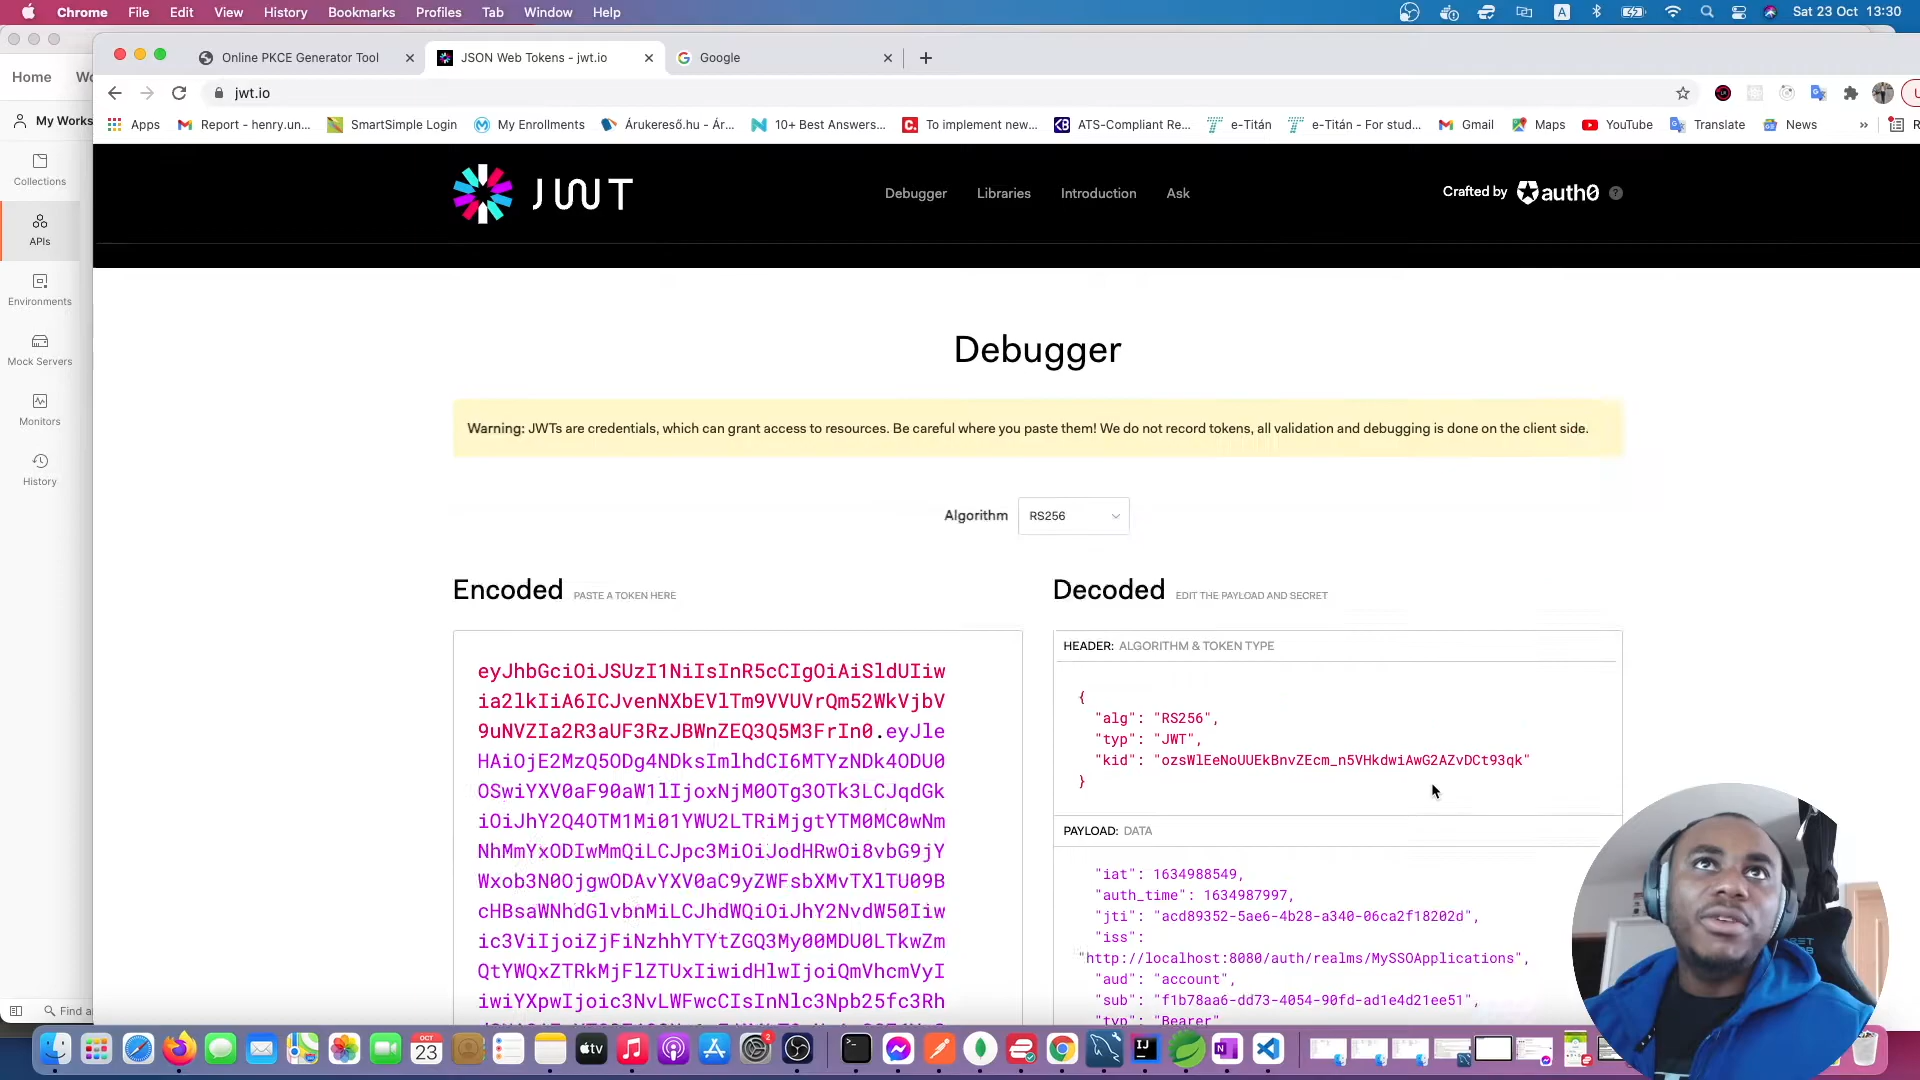 Chrome File Edit View History Bookmarks Profiles Tab Window Help
A Sat 23 Oct 13:30
Online PKCE Generator Tool
JSON Web Tokens - jwt.io
Google
Home
jwt.io
My Works
Apps Report - henry.un... SmartSimple Login My Enrollments Árukereső.hu - Ár... 10+ Best Answers... To implement new... ATS-Compliant Re... e-Titán e-Titán - For stud... Gmail Maps YouTube Translate News »
Collections
APIs
Environments
Mock Servers
Monitors
History
JWT
Debugger Libraries Introduction Ask
Crafted by auth0
Debugger
Warning: JWTs are credentials, which can grant access to resources. Be careful where you paste them! We do not record tokens, all validation and debugging is done on the client side.
Algorithm RS256
Encoded PASTE A TOKEN HERE
eyJhbGciOiJSUzI1NiIsInR5cCIgOiAiSldUIiw
ia2lkIiA6ICJvenNXbEVlTm9VVUVrQm52WkVjbV
9uNVZIa2R3aUF3RzJBWnZEQ3Q5M3FrIn0.eyJle
HAiOjE2MzQ5ODg4NDksImlhdCI6MTYzNDk4ODU0
OSwiYXV0aF90aW1lIjoxNjM0OTg3OTk3LCJqdGk
iOiJhY2Q4OTM1Mi01YWU2LTRiMjgtYTM0MC0wNm
NhMmYxODIwMmQiLCJpc3MiOiJodHRwOi8vbG9jY
Wxob3N0OjgwODAvYXV0aC9yZWFsbXMvTXlTU09B
cHBsaWNhdGlvbnMiLCJhdWQiOiJhY2NvdW50Iiw
ic3ViIjoiZjFiNzhhYTYtZGQ3My00MDU0LTkwZm
QtYWQxZTRkMjFlZTUxIiwidHlwIjoiQmVhcmVyI
iwiYXpwIjoic3NvLWFwcCIsInNlc3Npb25fc3Rh
Decoded EDIT THE PAYLOAD AND SECRET
HEADER: ALGORITHM & TOKEN TYPE
{
"alg": "RS256",
"typ": "JWT",
"kid": "ozsWlEeNoUUEkBnvZEcm_n5VHkdwiAwG2AZvDCt93qk"
}
PAYLOAD: DATA
"iat": 1634988549,
"auth_time": 1634987997,
"jti": "acd89352-5ae6-4b28-a340-06ca2f18202d",
"iss":
"http://localhost:8080/auth/realms/MySSOApplications",
"aud": "account",
"sub": "f1b78aa6-dd73-4054-90fd-ad1e4d21ee51",
"typ": "Bearer"
Find a
OCT
23
tv
2
IJ